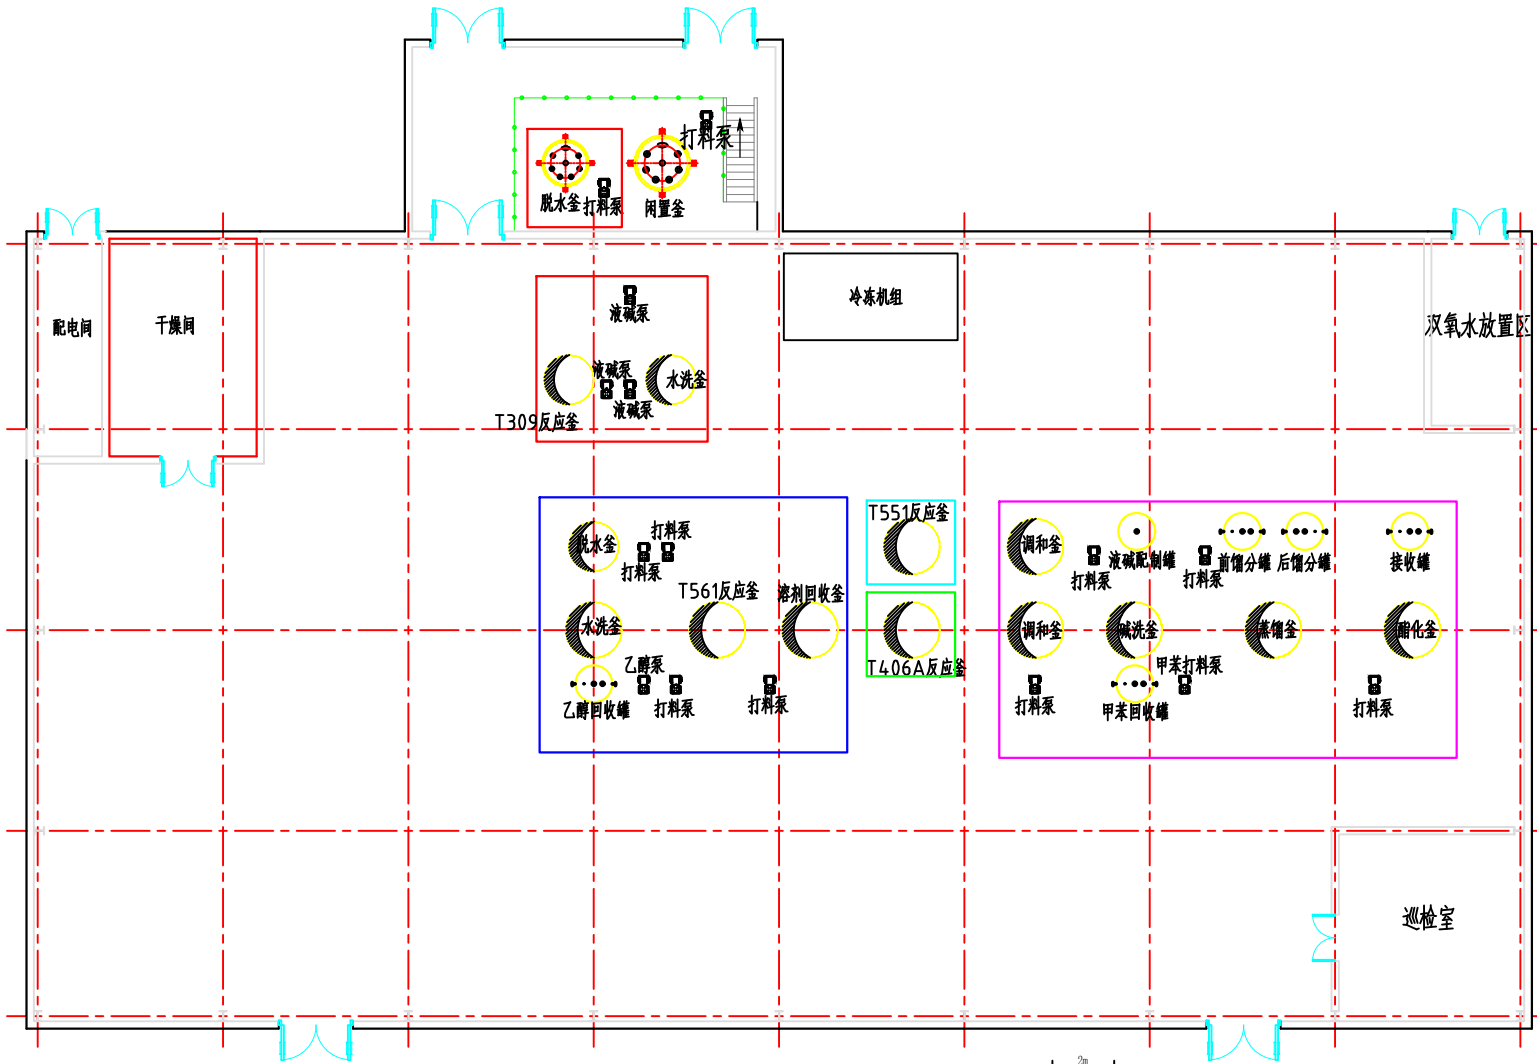 打料泵
脱水釜
打料泵
闲置釜
配电间
干燥间
液碱泵
冷冻机组
双氧水放置区
液碱泵
水洗釜
液碱泵
T309反应釜
脱水釜
打料泵
打料泵
T561反应釜
溶剂回收釜
水洗釜
乙醇泵
乙醇回收罐
打料泵
打料泵
T551反应釜
T406A反应釜
调和釜
打料泵
液碱配制罐
打料泵
前馏分罐
后馏分罐
接收罐
调和釜
碱洗釜
蒸馏釜
酯化釜
甲苯打料泵
打料泵
甲苯回收罐
打料泵
巡检室
2m